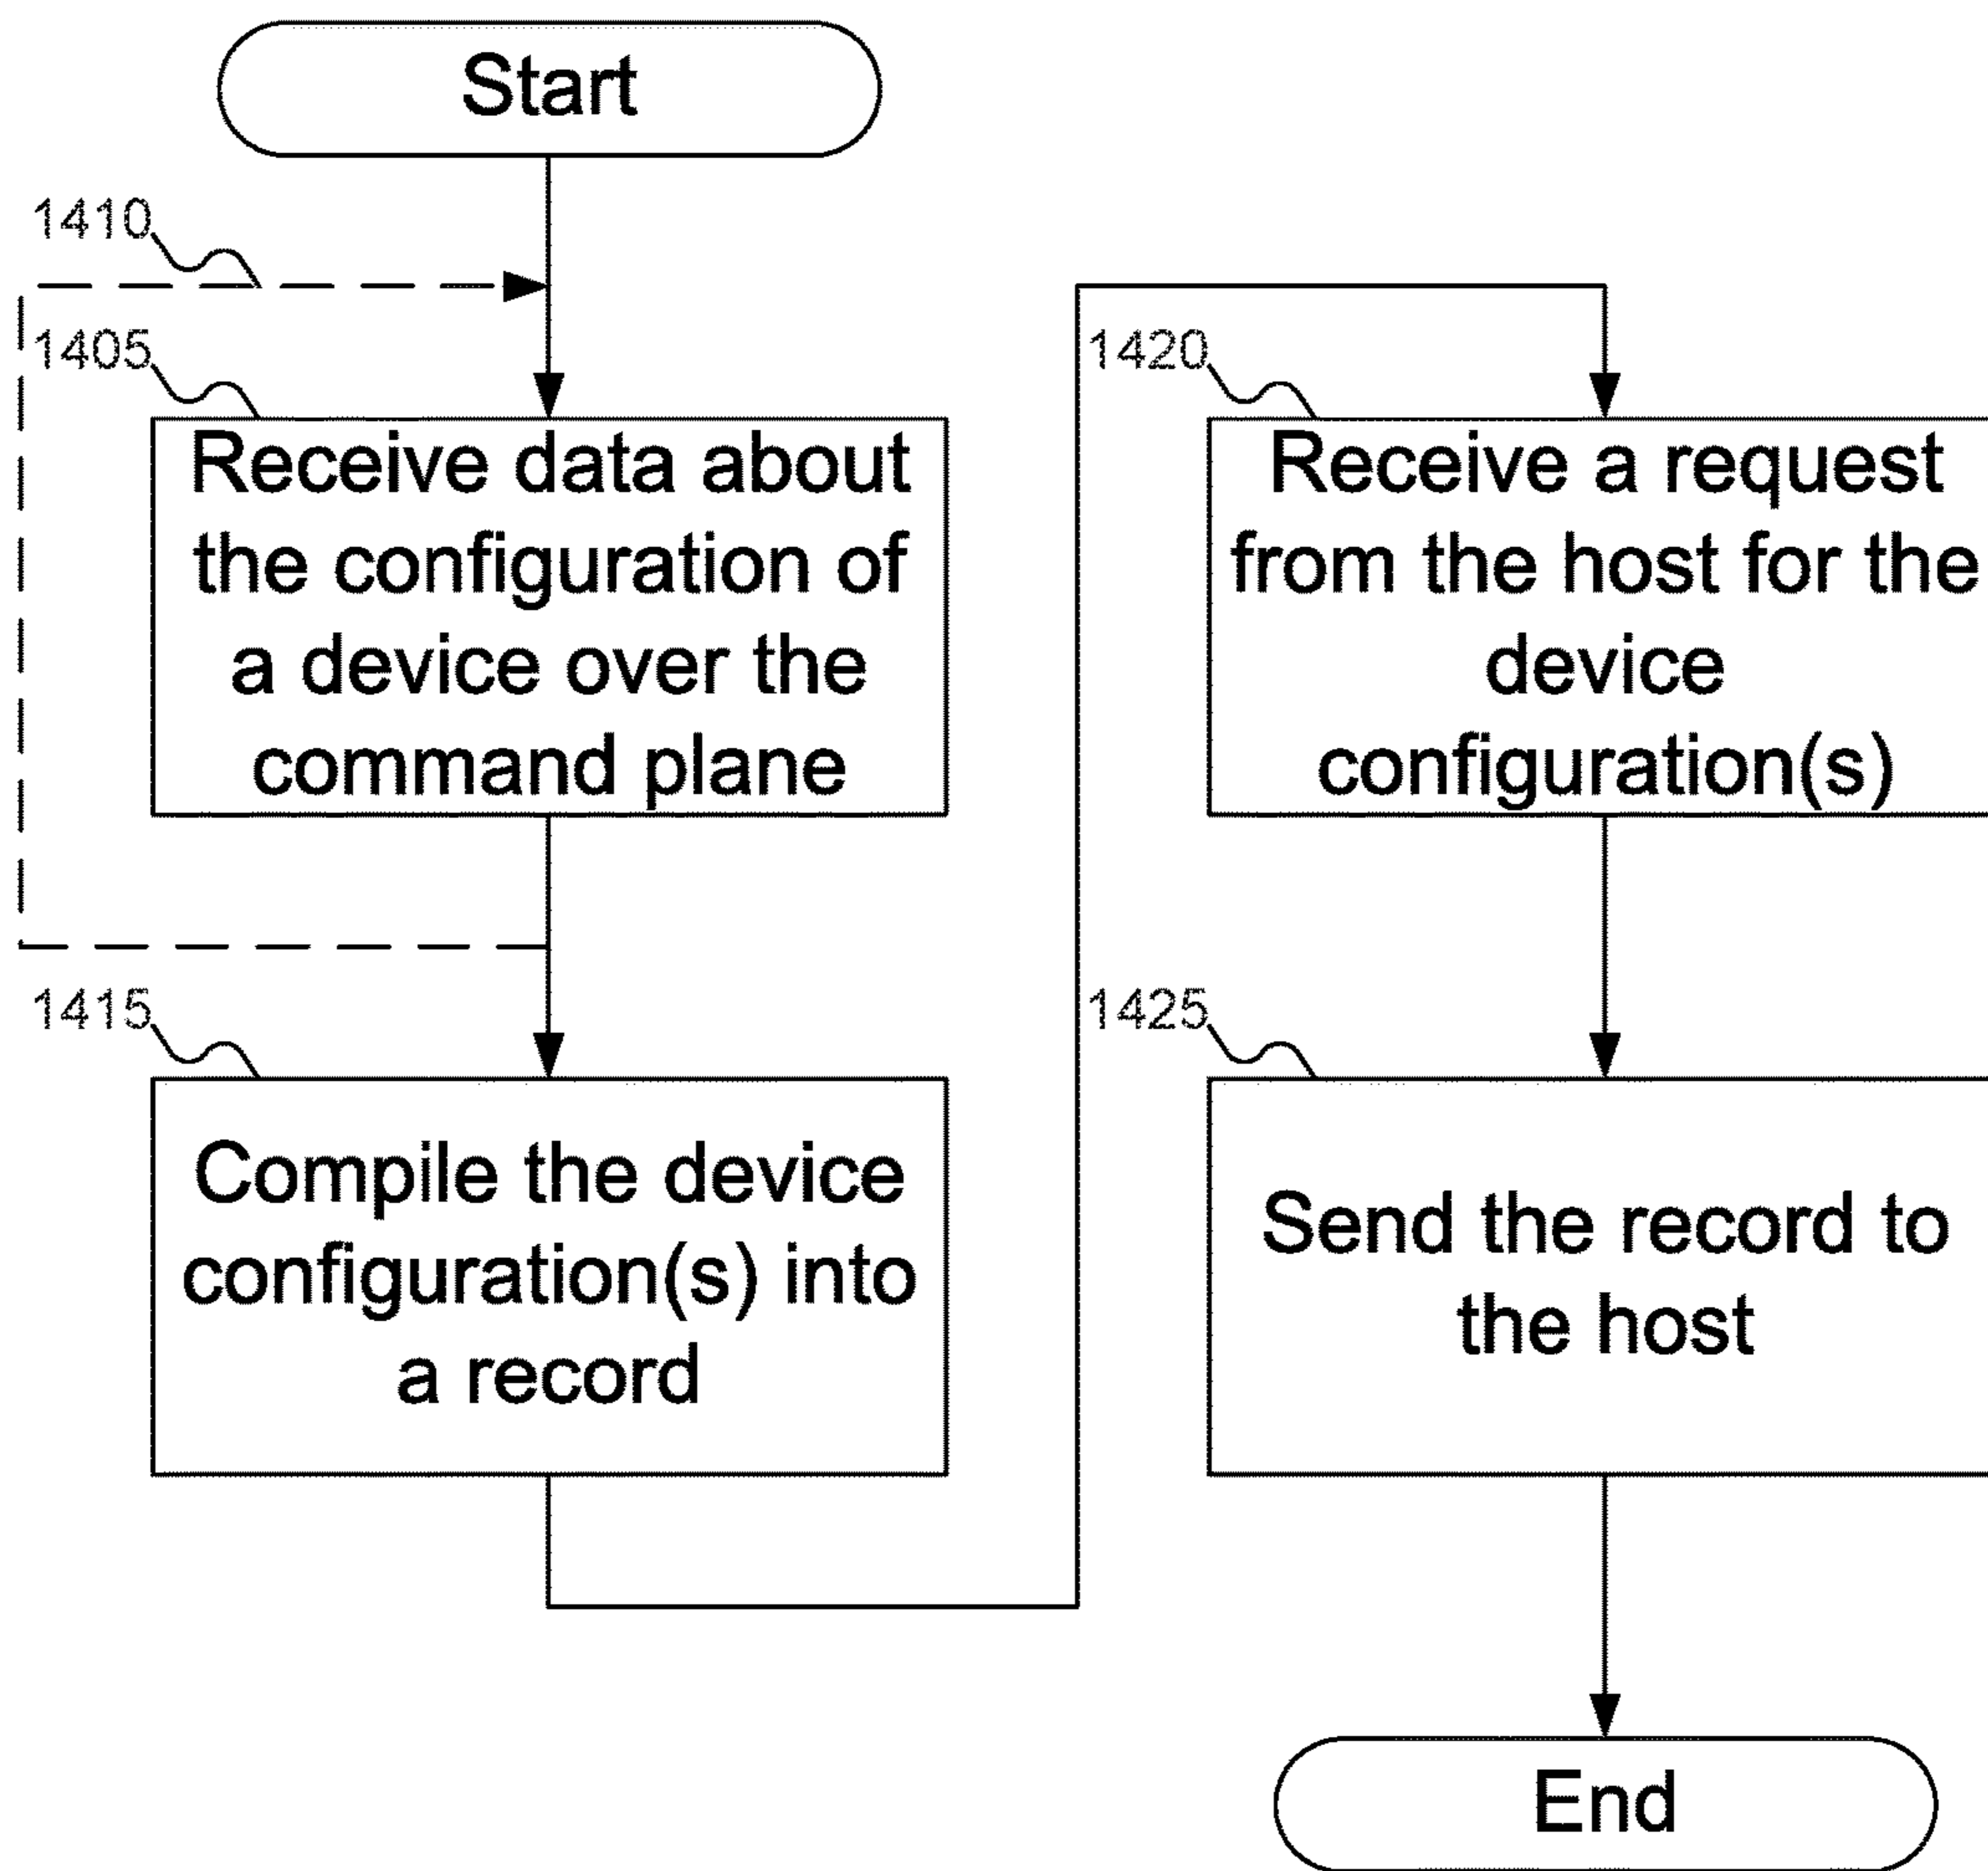 Start
1410
1405
Receive data about
the configuration of
a device over the
command plane
1415
Compile the device
configuration(s) into
a record
1420
Receive a request
from the host for the
device
configuration(s)
1425
Send the record to
the host
End